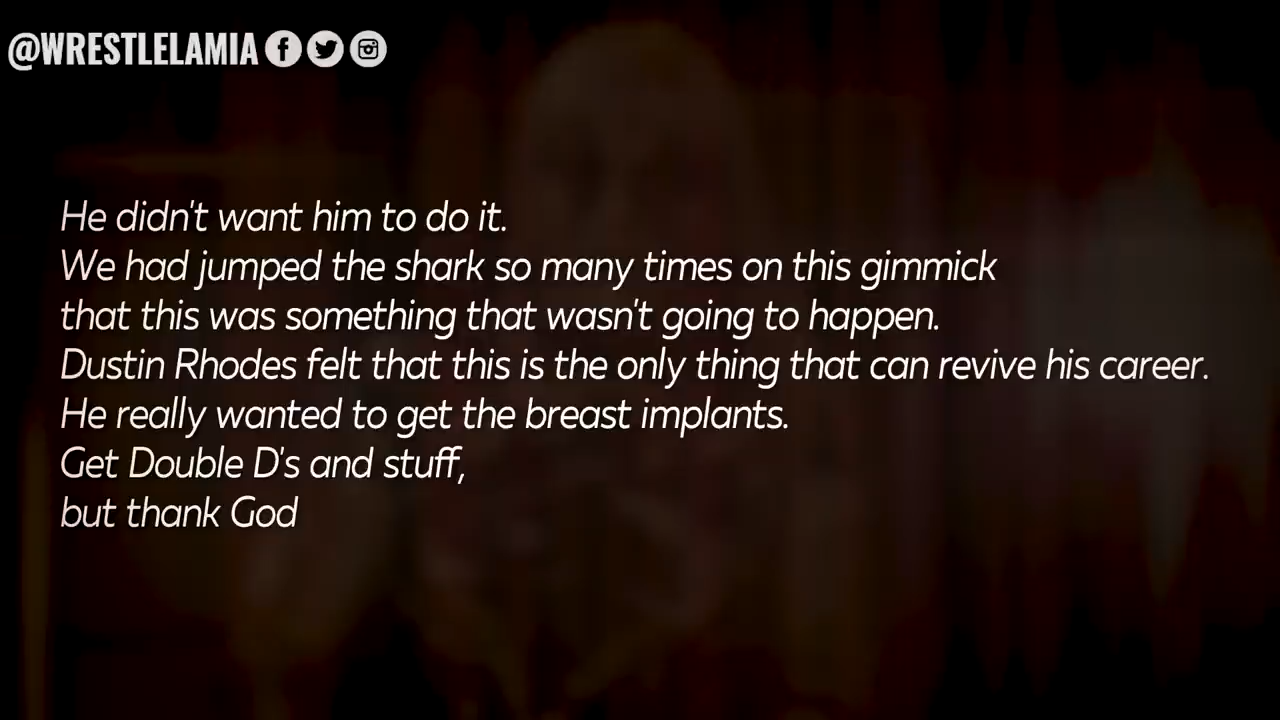 @WRESTLELAMIA
He didn't want him to do it.
We had jumped the shark so many times on this gimmick
that this was something that wasn't going to happen.
Dustin Rhodes felt that this is the only thing that can revive his career.
He really wanted to get the breast implants.
Get Double D's and stuff,
but thank God